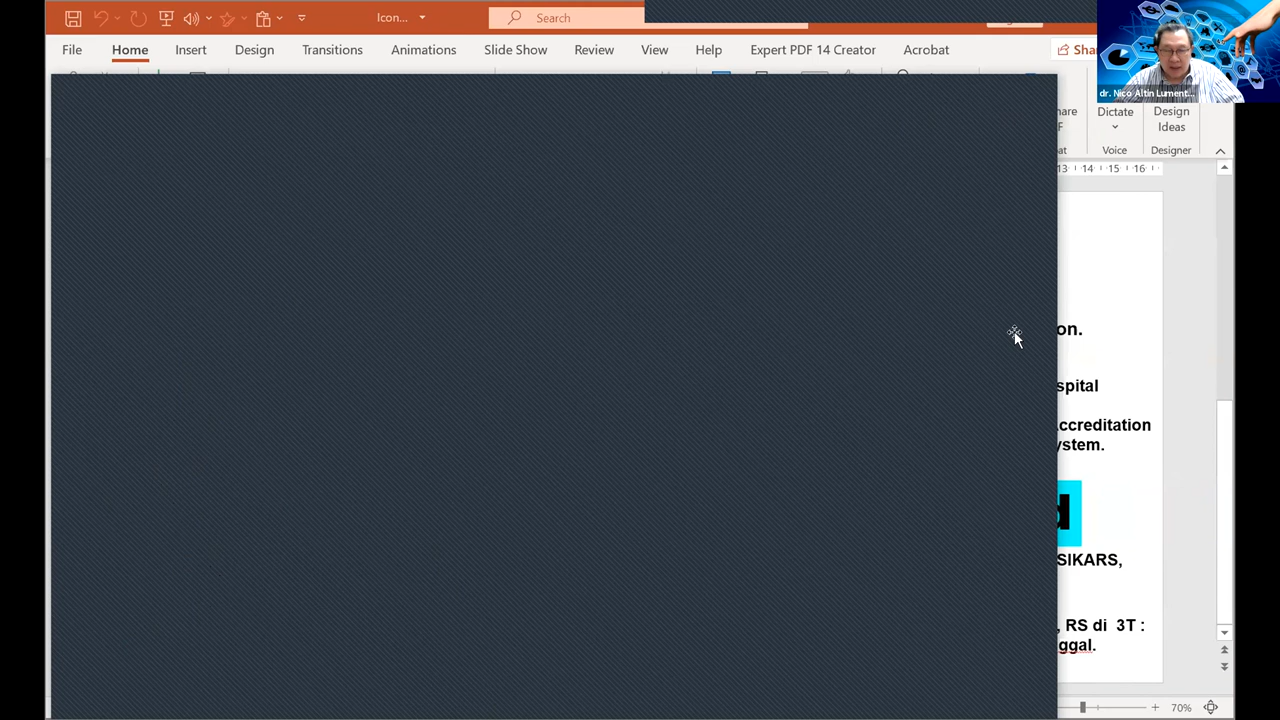 Icon...
Search
File Home Insert Design Transitions Animations Slide Show Review View Help Expert PDF 14 Creator Acrobat
dr. Nico Altin Lument...
Dictate
Design
Ideas
Voice
Designer
13 14 15 16
on.
spital
ccreditation
ystem.
d
SIKARS,
, RS di 3T :
ggal.
70%